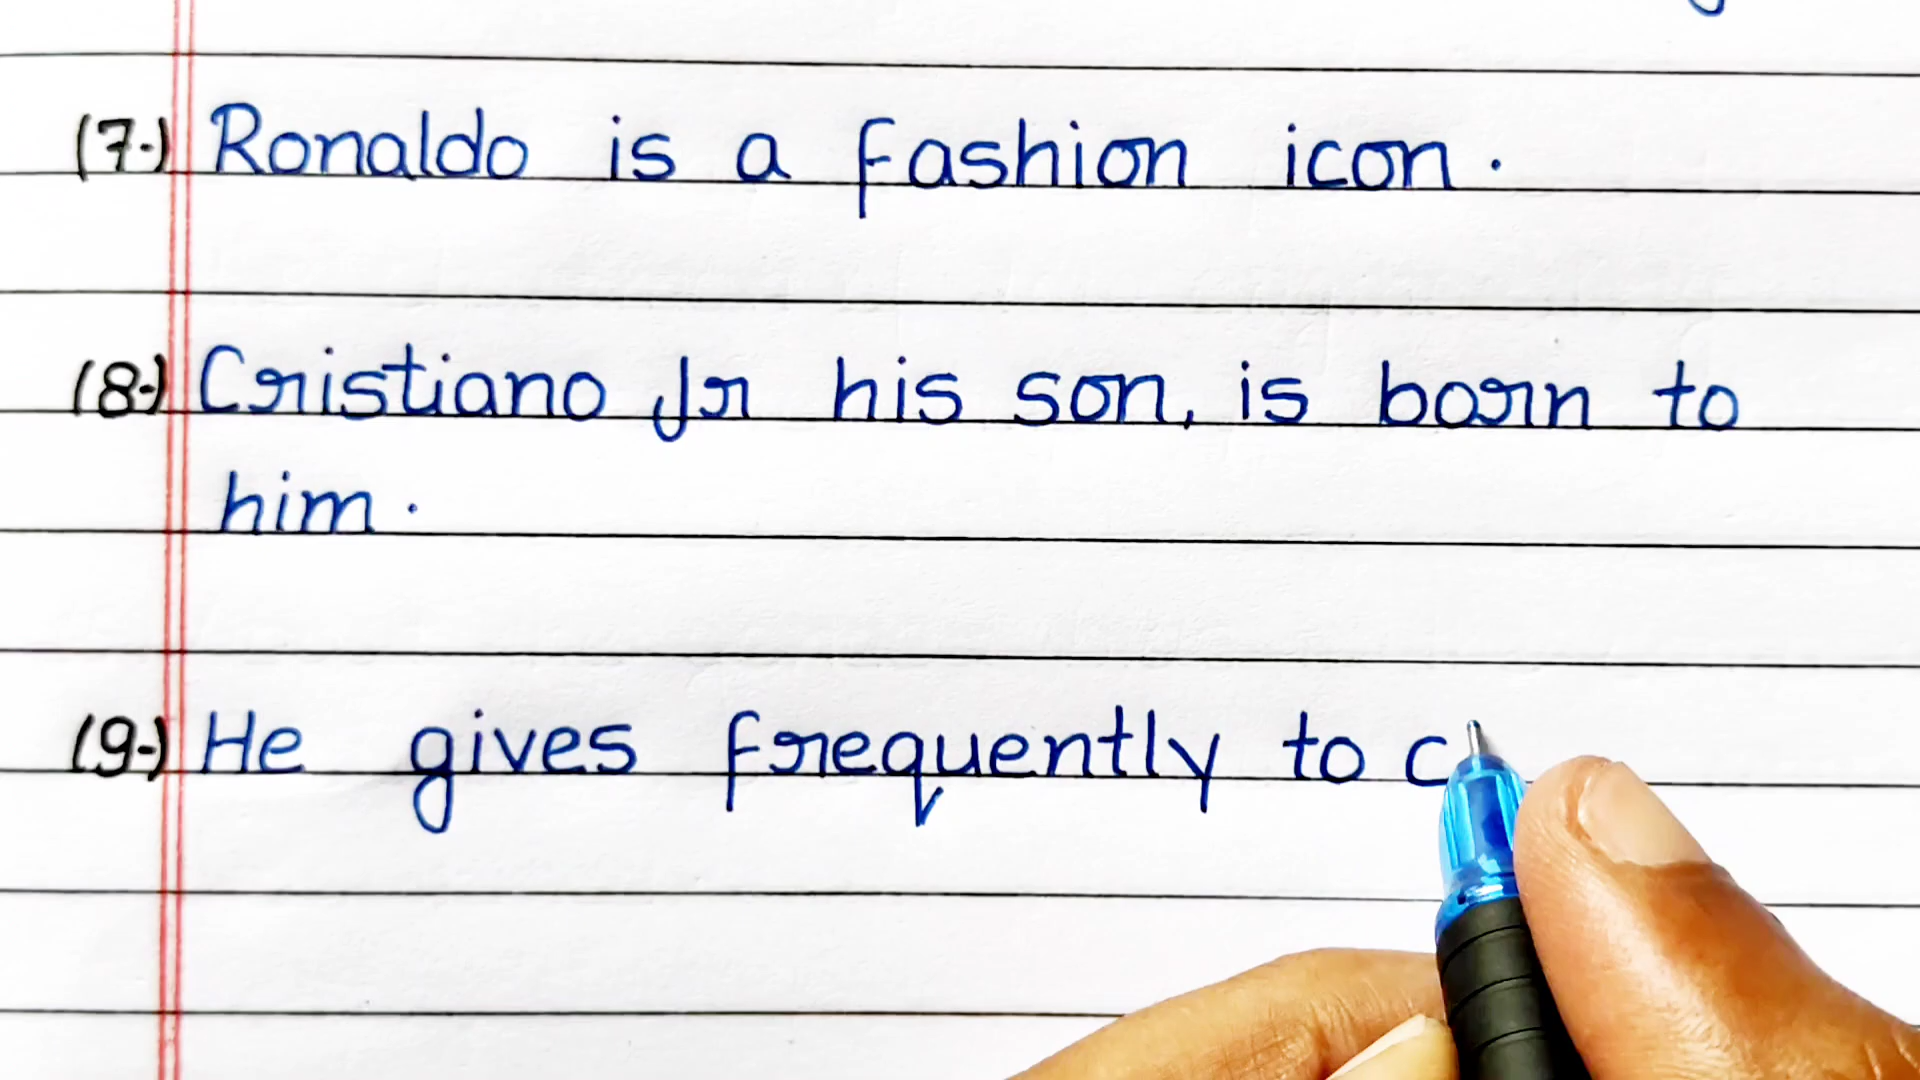 (7.) Ronaldo is a fashion icon.
(8.) Cristiano Jr his son, is born to
him.
(9.) He gives frequently to c